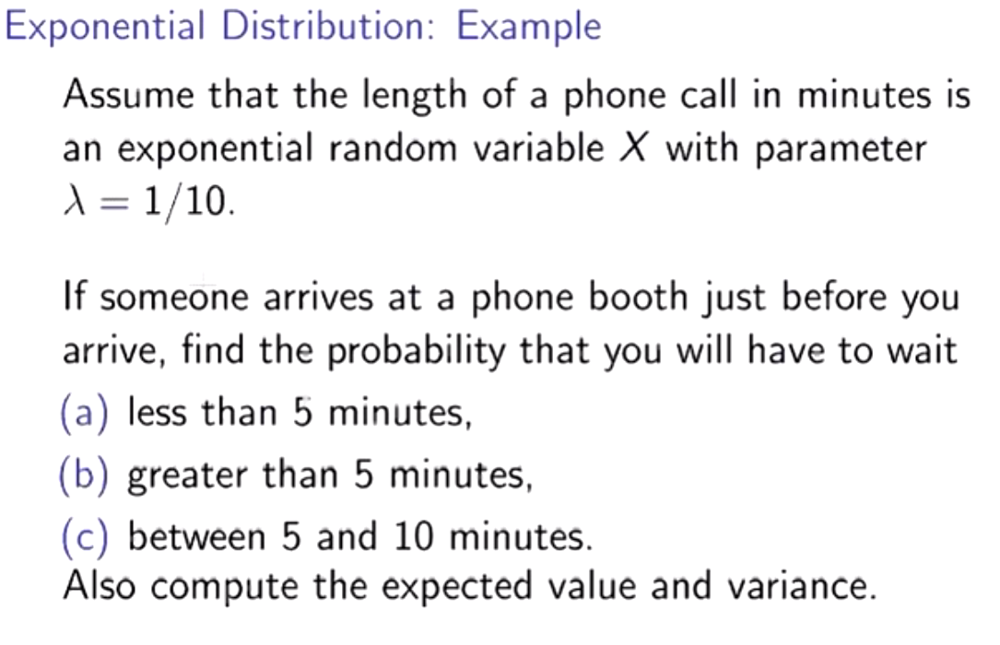 Exponential Distribution: Example
Assume that the length of a phone call in minutes is
an exponential random variable X with parameter
λ = 1/10.
If someone arrives at a phone booth just before you
arrive, find the probability that you will have to wait
(a) less than 5 minutes,
(b) greater than 5 minutes,
(c) between 5 and 10 minutes.
Also compute the expected value and variance.